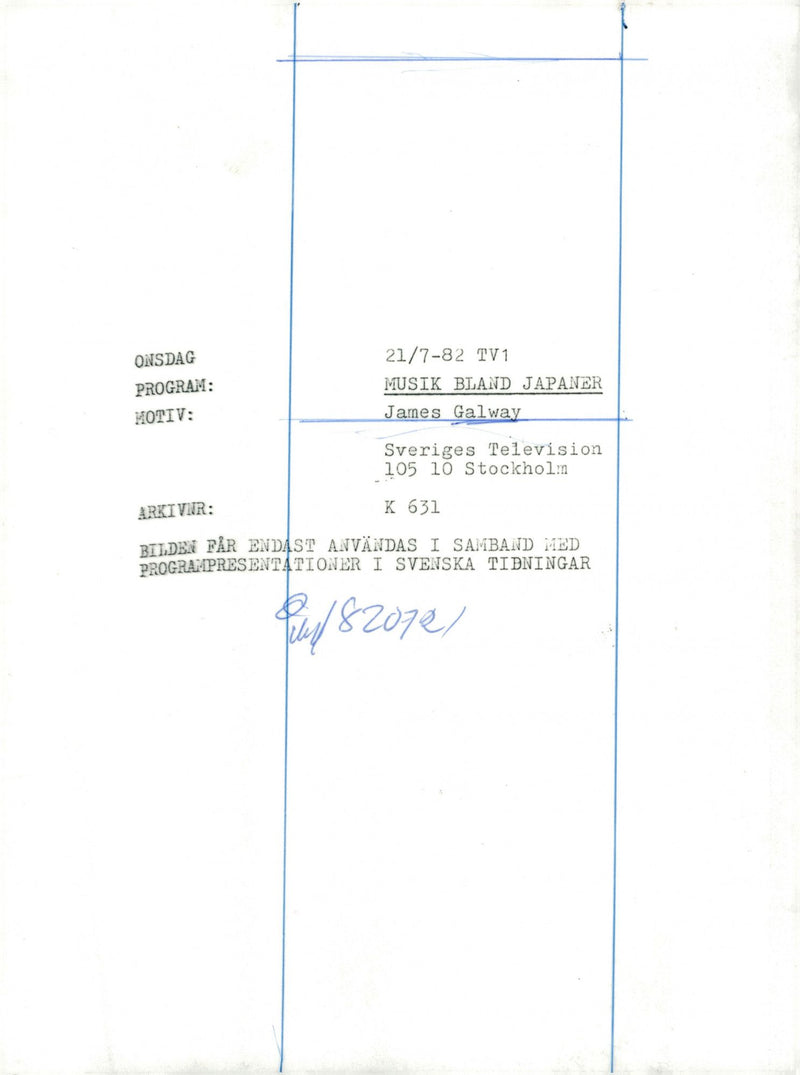 ONSDAG 21/7-82 TV1
PROGRAM: MUSIK BLAND JAPANER
MOTIV: James Galway
Sveriges Television
105 10 Stockholm
ARKIVNR: K 631
BILDEN FÅR ENDAST ANVÄNDAS I SAMBAND MED
PROGRAMPRESENTATIONER I SVENSKA TIDNINGAR
820721